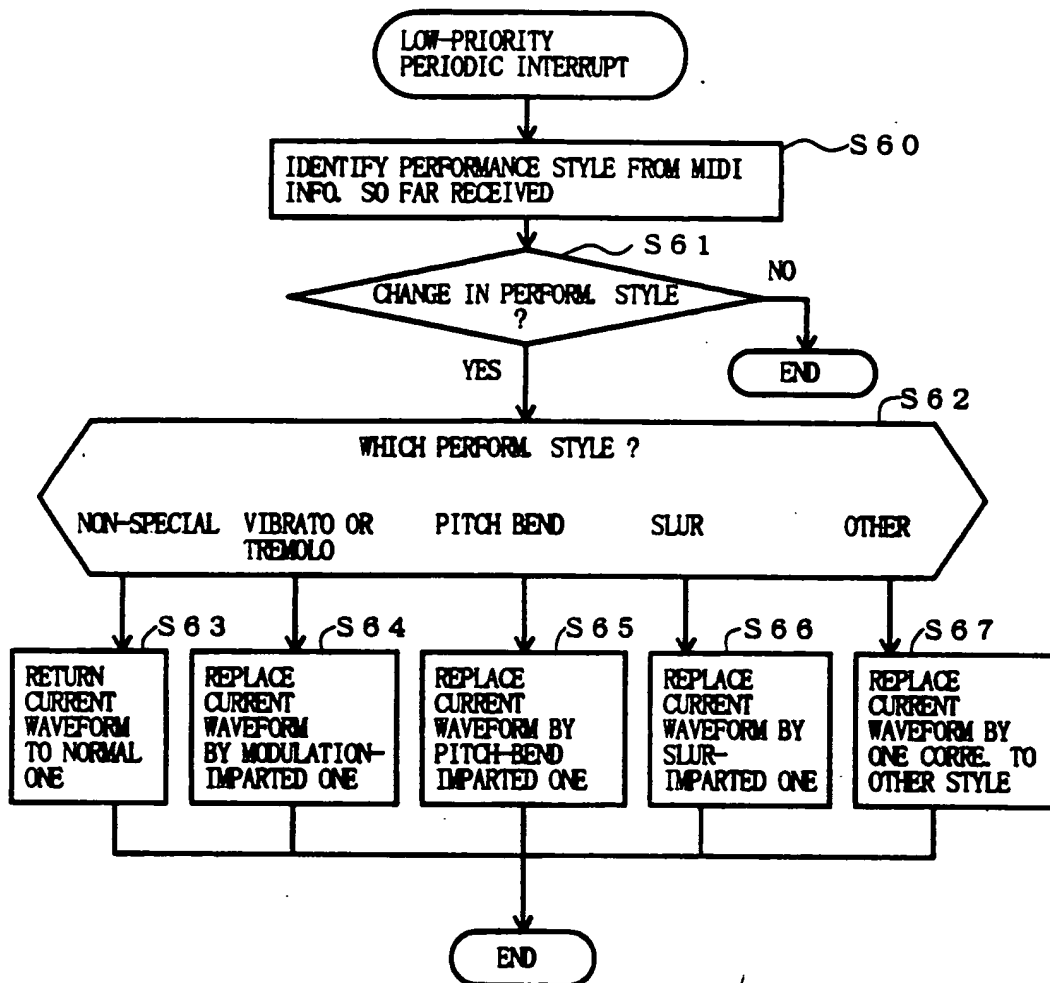 LOW-PRIORITY
PERIODIC INTERRUPT
S60
IDENTIFY PERFORMANCE STYLE FROM MIDI
INFO. SO FAR RECEIVED
S61
CHANGE IN PERFORM. STYLE
?
NO
END
YES
S62
WHICH PERFORM. STYLE ?
NON-SPECIAL
VIBRATO OR
TREMOLO
PITCH BEND
SLUR
OTHER
S63
RETURN
CURRENT
WAVEFORM
TO NORMAL
ONE
S64
REPLACE
CURRENT
WAVEFORM
BY MODULATION-
IMPARTED ONE
S65
REPLACE
CURRENT
WAVEFORM BY
PITCH-BEND
IMPARTED ONE
S66
REPLACE
CURRENT
WAVEFORM BY
SLUR-
IMPARTED ONE
S67
REPLACE
CURRENT
WAVEFORM BY
ONE CORRE. TO
OTHER STYLE
END